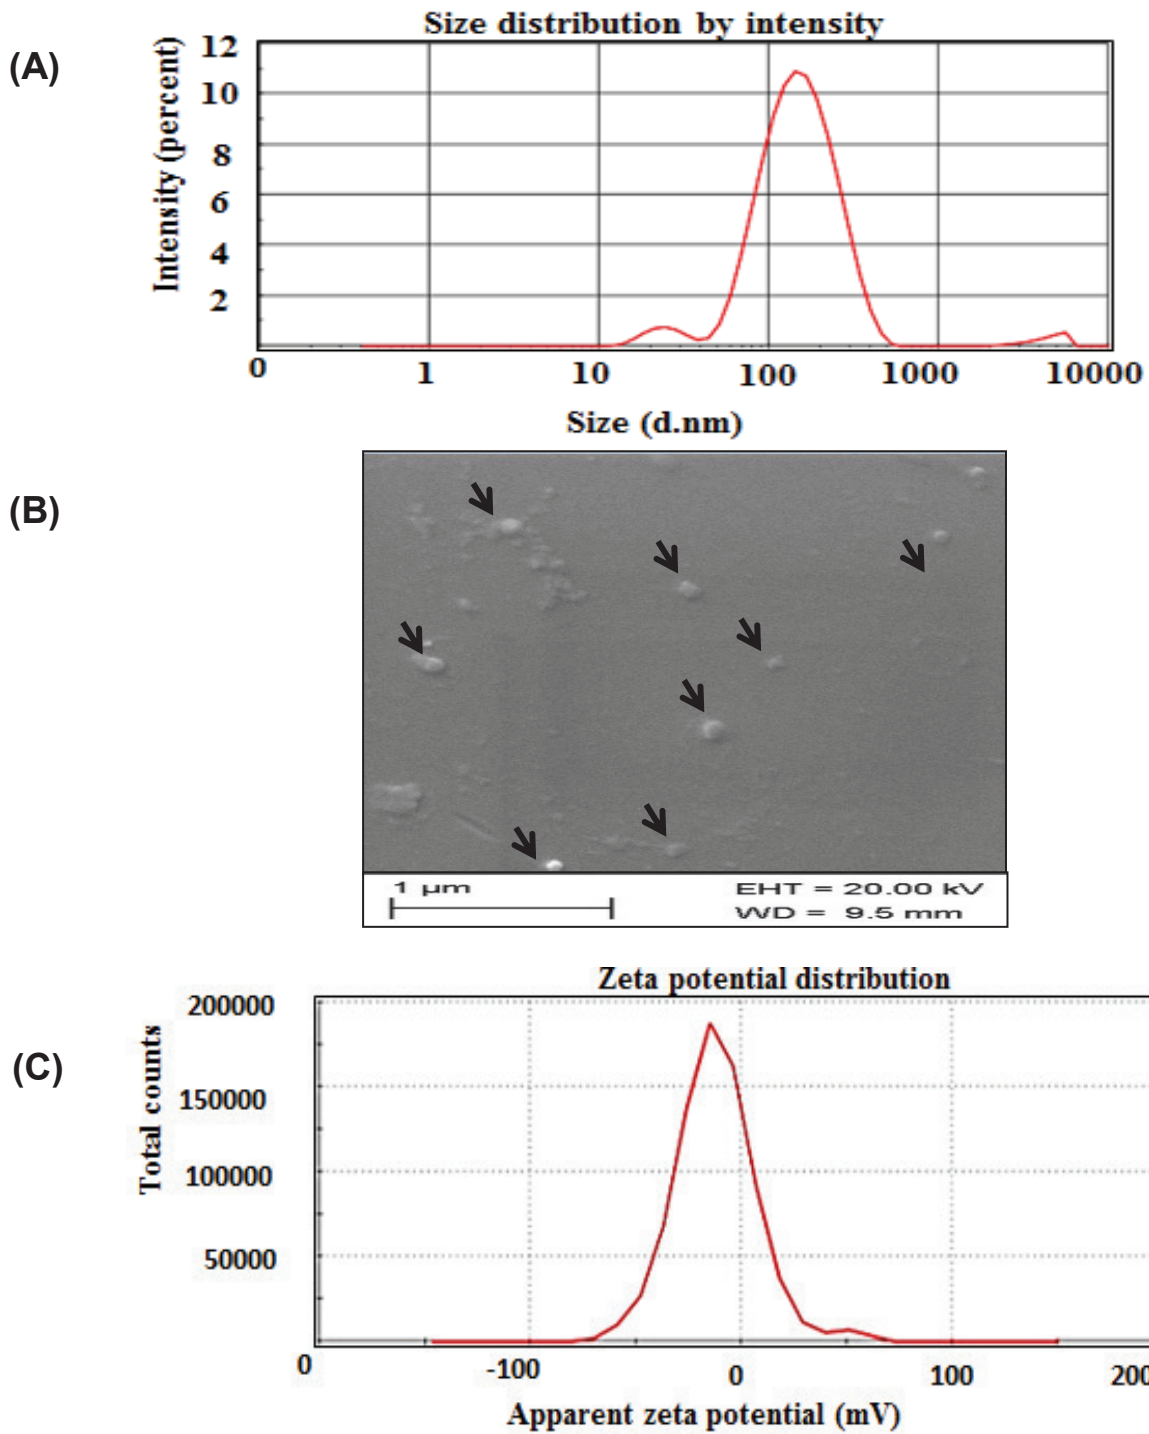 (A)
Size distribution by intensity
Intensity (percent)
12
10
8
6
4
2
0 1 10 100 1000 10000
Size (d.nm)
(B)
1 µm
EHT = 20.00 kV
WD = 9.5 mm
(C)
Zeta potential distribution
Total counts
200000
150000
100000
50000
0 -100 0 100 200
Apparent zeta potential (mV)